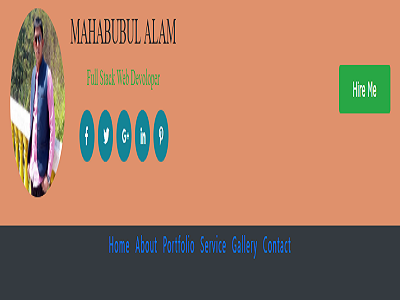 MAHABUBUL ALAM
Full Stack Web Developer
Hire Me
Home About Portfolio Service Gallery Contact